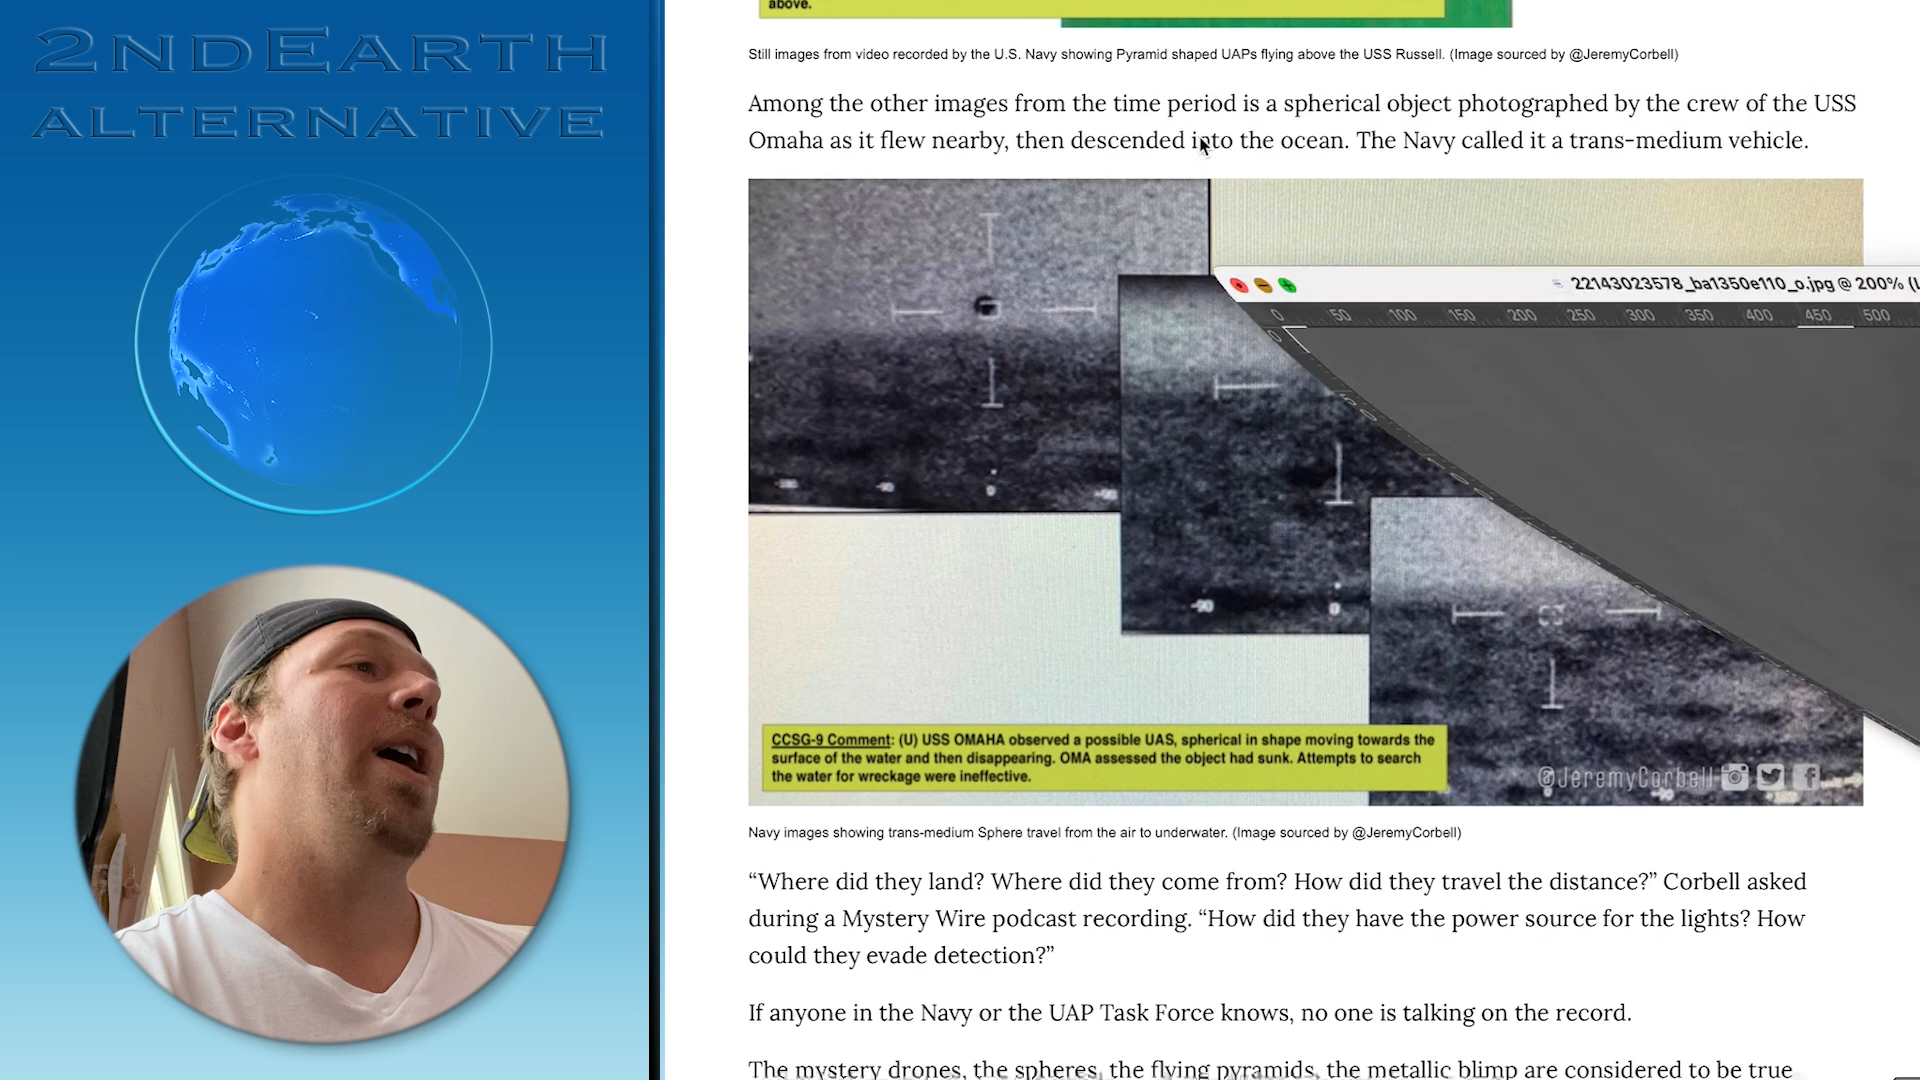 2NDEARTH
ALTERNATIVE
above.
Still images from video recorded by the U.S. Navy showing Pyramid shaped UAPs flying above the USS Russell. (Image sourced by @JeremyCorbell)
Among the other images from the time period is a spherical object photographed by the crew of the USS
Omaha as it flew nearby, then descended into the ocean. The Navy called it a trans-medium vehicle.
22143023578_ba1350e110_o.jpg @ 200% (
0 50 100 150 200 250 300 350 400 450 500
-90 0
-90 0
CCSG-9 Comment: (U) USS OMAHA observed a possible UAS, spherical in shape moving towards the
surface of the water and then disappearing. OMA assessed the object had sunk. Attempts to search
the water for wreckage were ineffective.
@JeremyCorbell
Navy images showing trans-medium Sphere travel from the air to underwater. (Image sourced by @JeremyCorbell)
“Where did they land? Where did they come from? How did they travel the distance?” Corbell asked
during a Mystery Wire podcast recording. “How did they have the power source for the lights? How
could they evade detection?”
If anyone in the Navy or the UAP Task Force knows, no one is talking on the record.
The mystery drones, the spheres, the flying pyramids, the metallic blimp are considered to be true